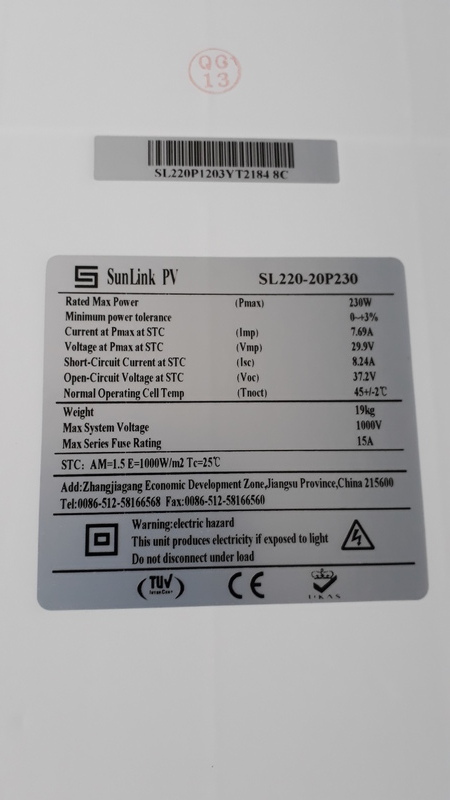 QG
13
SL220P1203YT2184 8C
SunLink PV SL220-20P230
Rated Max Power (Pmax) 230W
Minimum power tolerance 0~+3%
Current at Pmax at STC (Imp) 7.69A
Voltage at Pmax at STC (Vmp) 29.9V
Short-Circuit Current at STC (Isc) 8.24A
Open-Circuit Voltage at STC (Voc) 37.2V
Normal Operating Cell Temp (Tnoct) 45+/-2℃
Weight 19kg
Max System Voltage 1000V
Max Series Fuse Rating 15A
STC: AM=1.5 E=1000W/m2 Tc=25℃
Add:Zhangjiagang Economic Development Zone,Jiangsu Province,China 215600
Tel:0086-512-58166568 Fax:0086-512-58166560
Warning:electric hazard
This unit produces electricity if exposed to light
Do not disconnect under load
TUV CE
UKAS